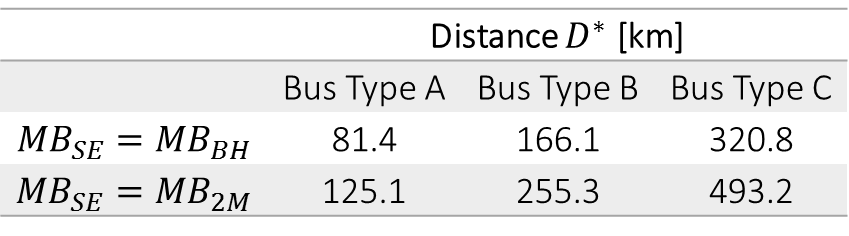 Distance D* [km]
Bus Type A Bus Type B Bus Type C
MB_SE = MB_BH 81.4 166.1 320.8
MB_SE = MB_2M 125.1 255.3 493.2